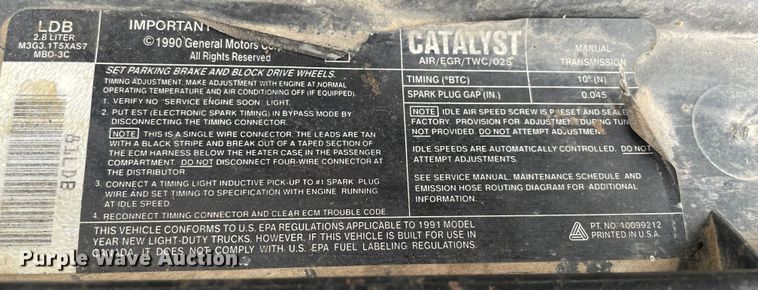 LDB
2.8 LITER
M3G3.1T5XAS7
MBO-3C
IMPORTANT
©1990 General Motors Corp
All Rights Reserved
SET PARKING BRAKE AND BLOCK DRIVE WHEELS.
TIMING ADJUSTMENT. MAKE ADJUSTMENT WITH ENGINE AT NORMAL
OPERATING TEMPERATURE AND AIR CONDITIONING OFF (IF EQUIPPED).
1. VERIFY NO "SERVICE ENGINE SOON" LIGHT.
2. PUT EST (ELECTRONIC SPARK TIMING) IN BYPASS MODE BY
DISCONNECTING THE TIMING CONNECTOR.
NOTE THIS IS A SINGLE WIRE CONNECTOR. THE LEADS ARE TAN
WITH A BLACK STRIPE AND BREAK OUT OF A TAPED SECTION OF
THE ECM HARNESS BELOW THE HEATER CASE IN THE PASSENGER
COMPARTMENT. DO NOT DISCONNECT FOUR-WIRE CONNECTOR AT
THE DISTRIBUTOR.
3. CONNECT A TIMING LIGHT INDUCTIVE PICK-UP TO #1 SPARK PLUG
WIRE AND SET TIMING TO SPECIFICATION WITH ENGINE RUNNING
AT IDLE SPEED.
4. RECONNECT TIMING CONNECTOR AND CLEAR ECM TROUBLE CODE.
CATALYST
AIR/EGR/TWC/02S
MANUAL
TRANSMISSION
TIMING (°BTC) 10° (N)
SPARK PLUG GAP (IN.) 0.045
NOTE IDLE AIR SPEED SCREW IS PRESET AND SEALED
FACTORY. PROVISION FOR ADJUSTMENT DURING TUNE
NOT PROVIDED. DO NOT ATTEMPT ADJUSTMENT.
IDLE SPEEDS ARE AUTOMATICALLY CONTROLLED. DO NOT
ATTEMPT ADJUSTMENT.
SEE SERVICE MANUAL, MAINTENANCE SCHEDULE AND
EMISSION HOSE ROUTING DIAGRAM FOR ADDITIONAL
INFORMATION.
THIS VEHICLE CONFORMS TO U.S. EPA REGULATIONS APPLICABLE TO 1991 MODEL
YEAR NEW LIGHT-DUTY TRUCKS. HOWEVER, IF THIS VEHICLE IS SOLD IN
IT DOES NOT COMPLY WITH U.S. EPA FUEL LABELING REGULATIONS.
PT. NO. 10099212
PRINTED IN U.S.A.
LDB
Purple Wave Auction